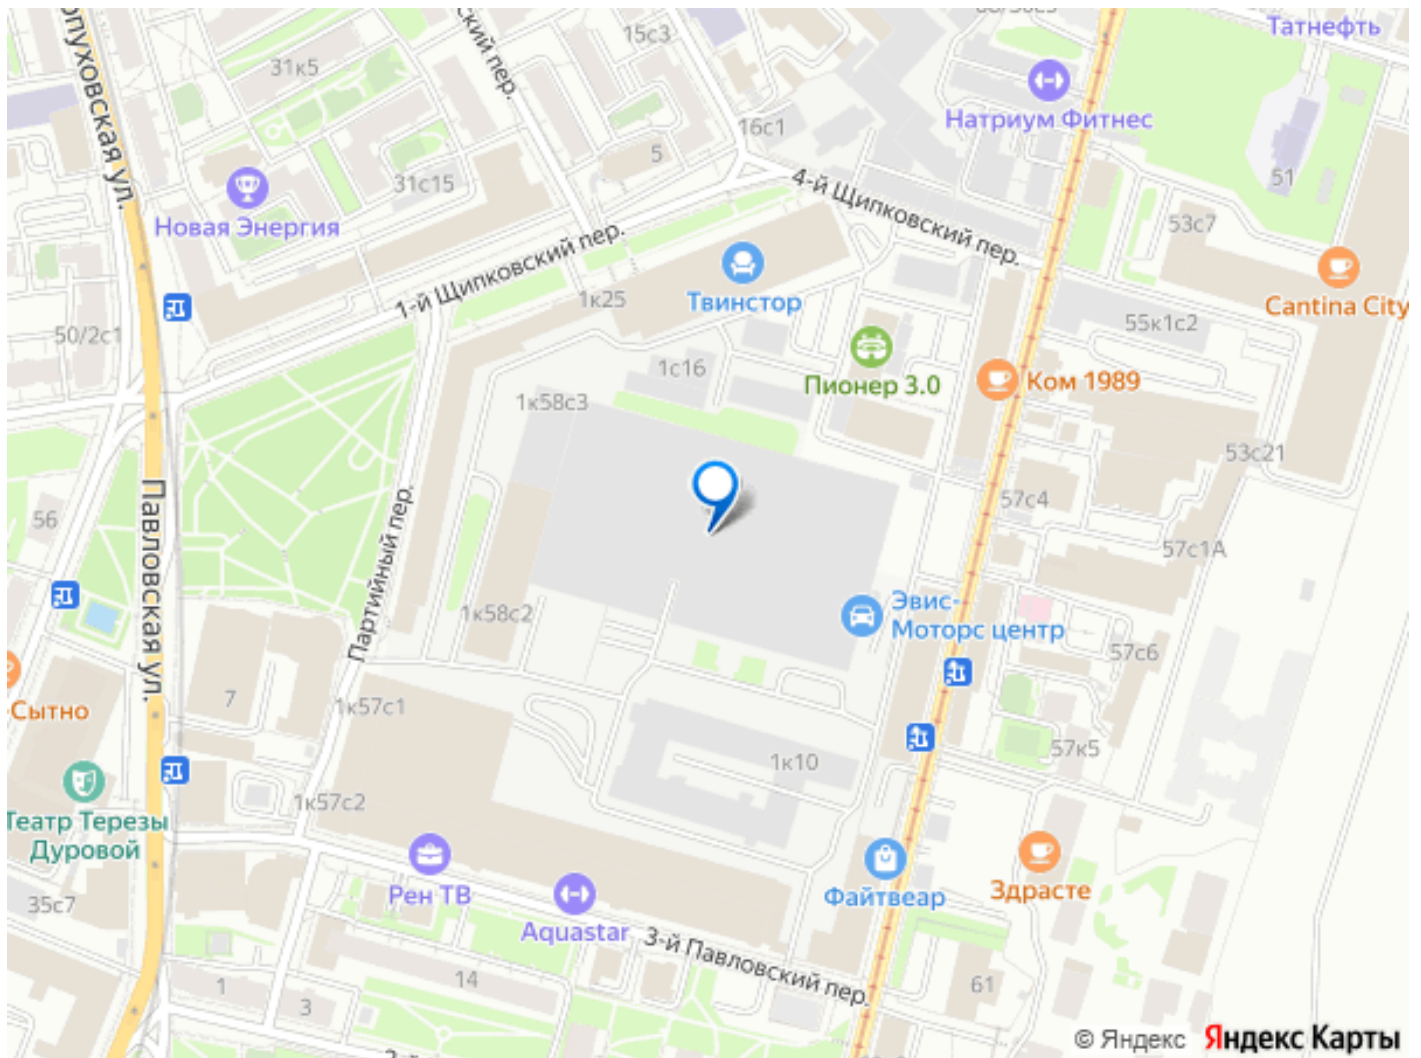 Татнефть
15с3
31к5
Натриум Фитнес
16с1
5
31с15
4-й Щипковский пер.
51
53с7
Новая Энергия
1-й Щипковский пер.
Твинстор
Cantina City
1к25
50/2с1
55к1с2
1с16
Пионер 3.0
Ком 1989
1к58с3
53с21
Павловская ул.
Партийный пер.
56
57с4
57с1А
Эвис-
Моторс центр
1к58с2
57с6
7
Сытно
1к57с1
57к5
1к10
1к57с2
Театр Терезы
Дуровой
Рен ТВ
Файтвеар
Здрасте
35с7
Aquastar
3-й Павловский пер.
14
1
3
61
© Яндекс Яндекс Карты